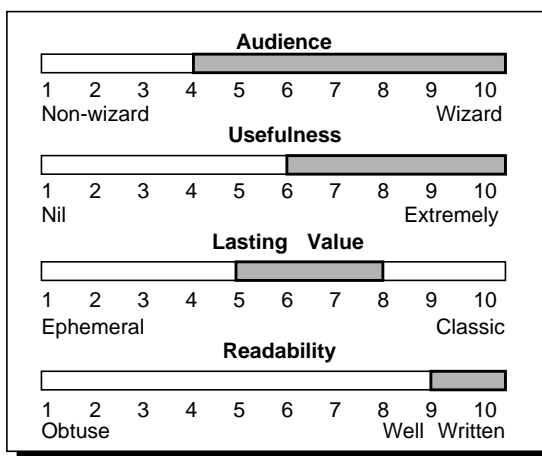 Audience
1 2 3 4 5 6 7 8 9 10
Non-wizard Wizard
Usefulness
1 2 3 4 5 6 7 8 9 10
Nil Extremely
Lasting Value
1 2 3 4 5 6 7 8 9 10
Ephemeral Classic
Readability
1 2 3 4 5 6 7 8 9 10
Obtuse Well Written